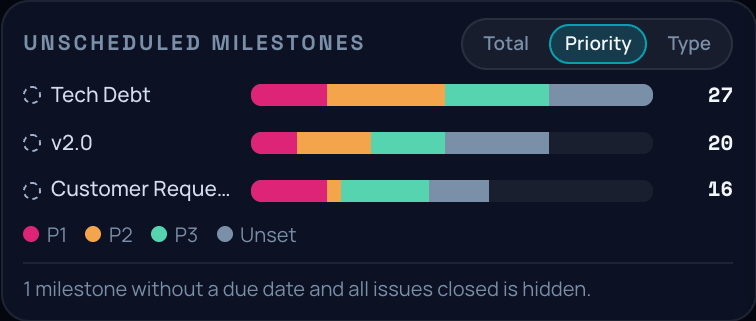 UNSCHEDULED MILESTONES
Total Priority Type
Tech Debt 27
v2.0 20
Customer Reque... 16
P1 P2 P3 Unset
1 milestone without a due date and all issues closed is hidden.